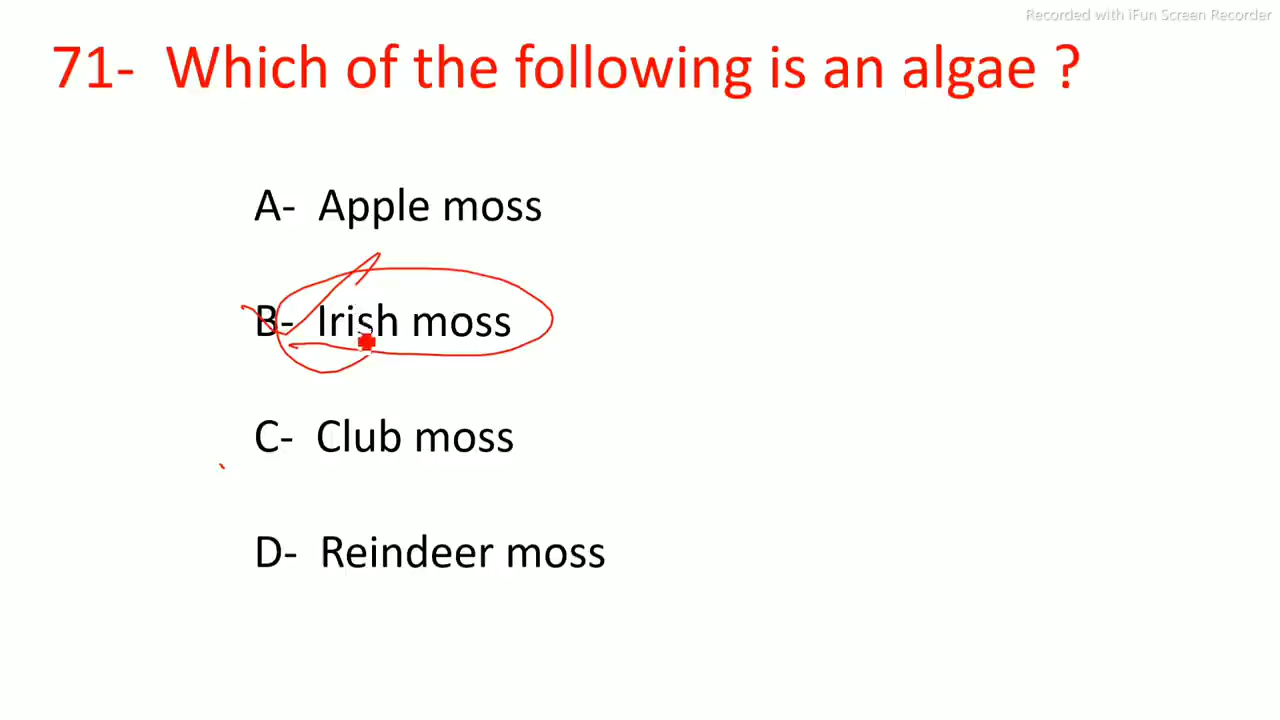 Recorded with iFun Screen Recorder
71- Which of the following is an algae ?
A- Apple moss
B- Irish moss
C- Club moss
D- Reindeer moss